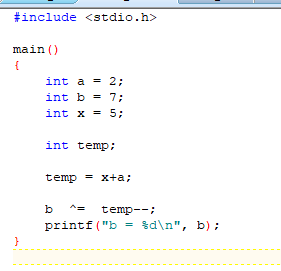 #include <stdio.h>
main()
{
int a = 2;
int b = 7;
int x = 5;
int temp;
temp = x+a;
b ^= temp--;
printf("b = %d\n", b);
}